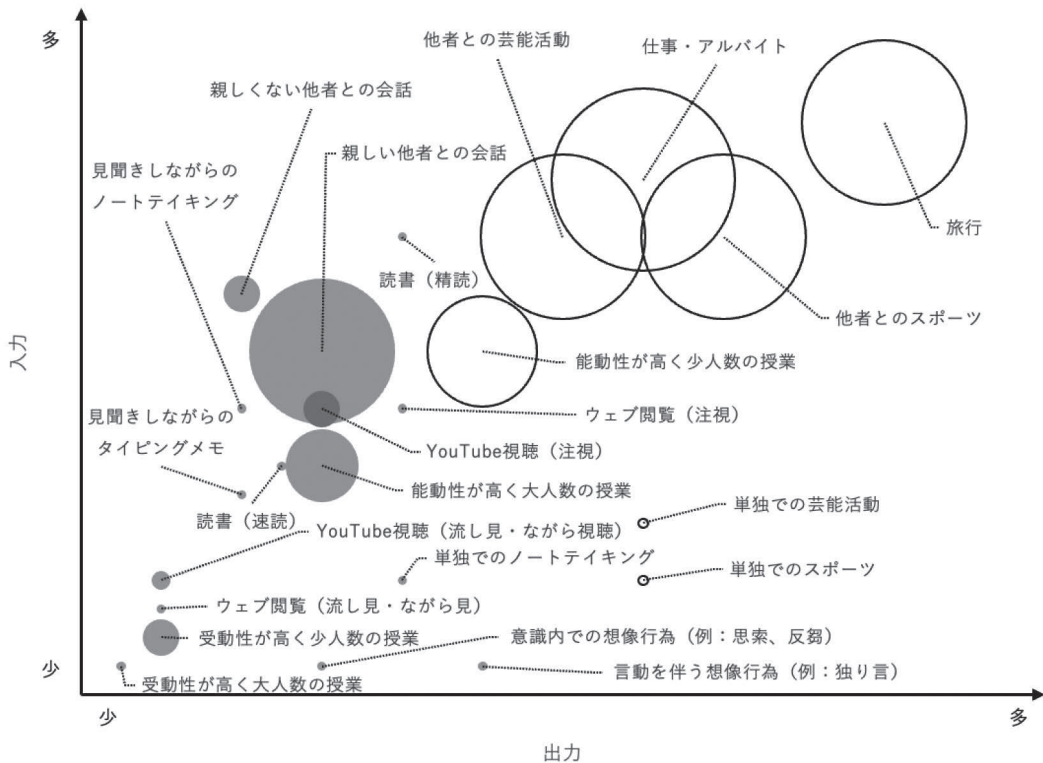 多
他者との芸能活動
仕事・アルバイト
親しくない他者との会話
親しい他者との会話
見聞きしながらの
ノートテイキング
旅行
読書（精読）
他者とのスポーツ
入力
能動性が高く少人数の授業
見聞きしながらの
タイピングメモ
ウェブ閲覧（注視）
YouTube視聴（注視）
能動性が高く大人数の授業
単独での芸能活動
読書（速読）
YouTube視聴（流し見・ながら視聴）
単独でのノートテイキング
単独でのスポーツ
ウェブ閲覧（流し見・ながら見）
受動性が高く少人数の授業
意識内での想像行為（例：思索、反芻）
少
言動を伴う想像行為（例：独り言）
受動性が高く大人数の授業
少
多
出力